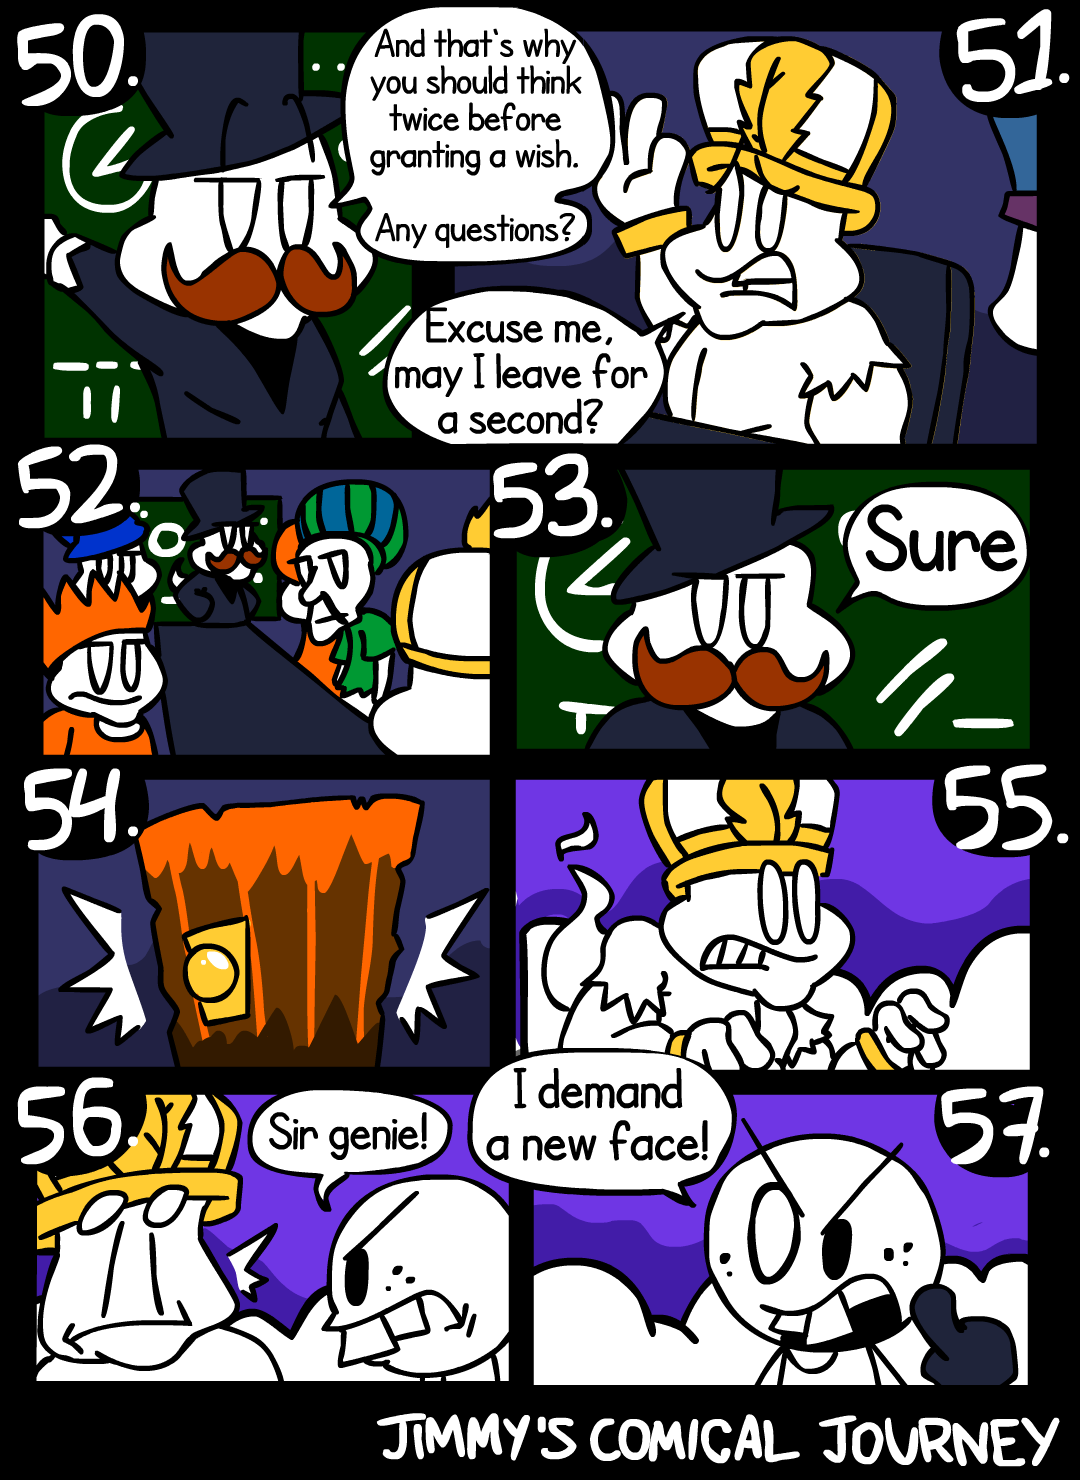 50.
And that's why
you should think
twice before
granting a wish.
Any questions?
51.
Excuse me,
may I leave for
a second?
52.
53.
Sure
54.
55.
56.
Sir genie!
I demand
a new face!
57.
JIMMY'S COMICAL JOURNEY